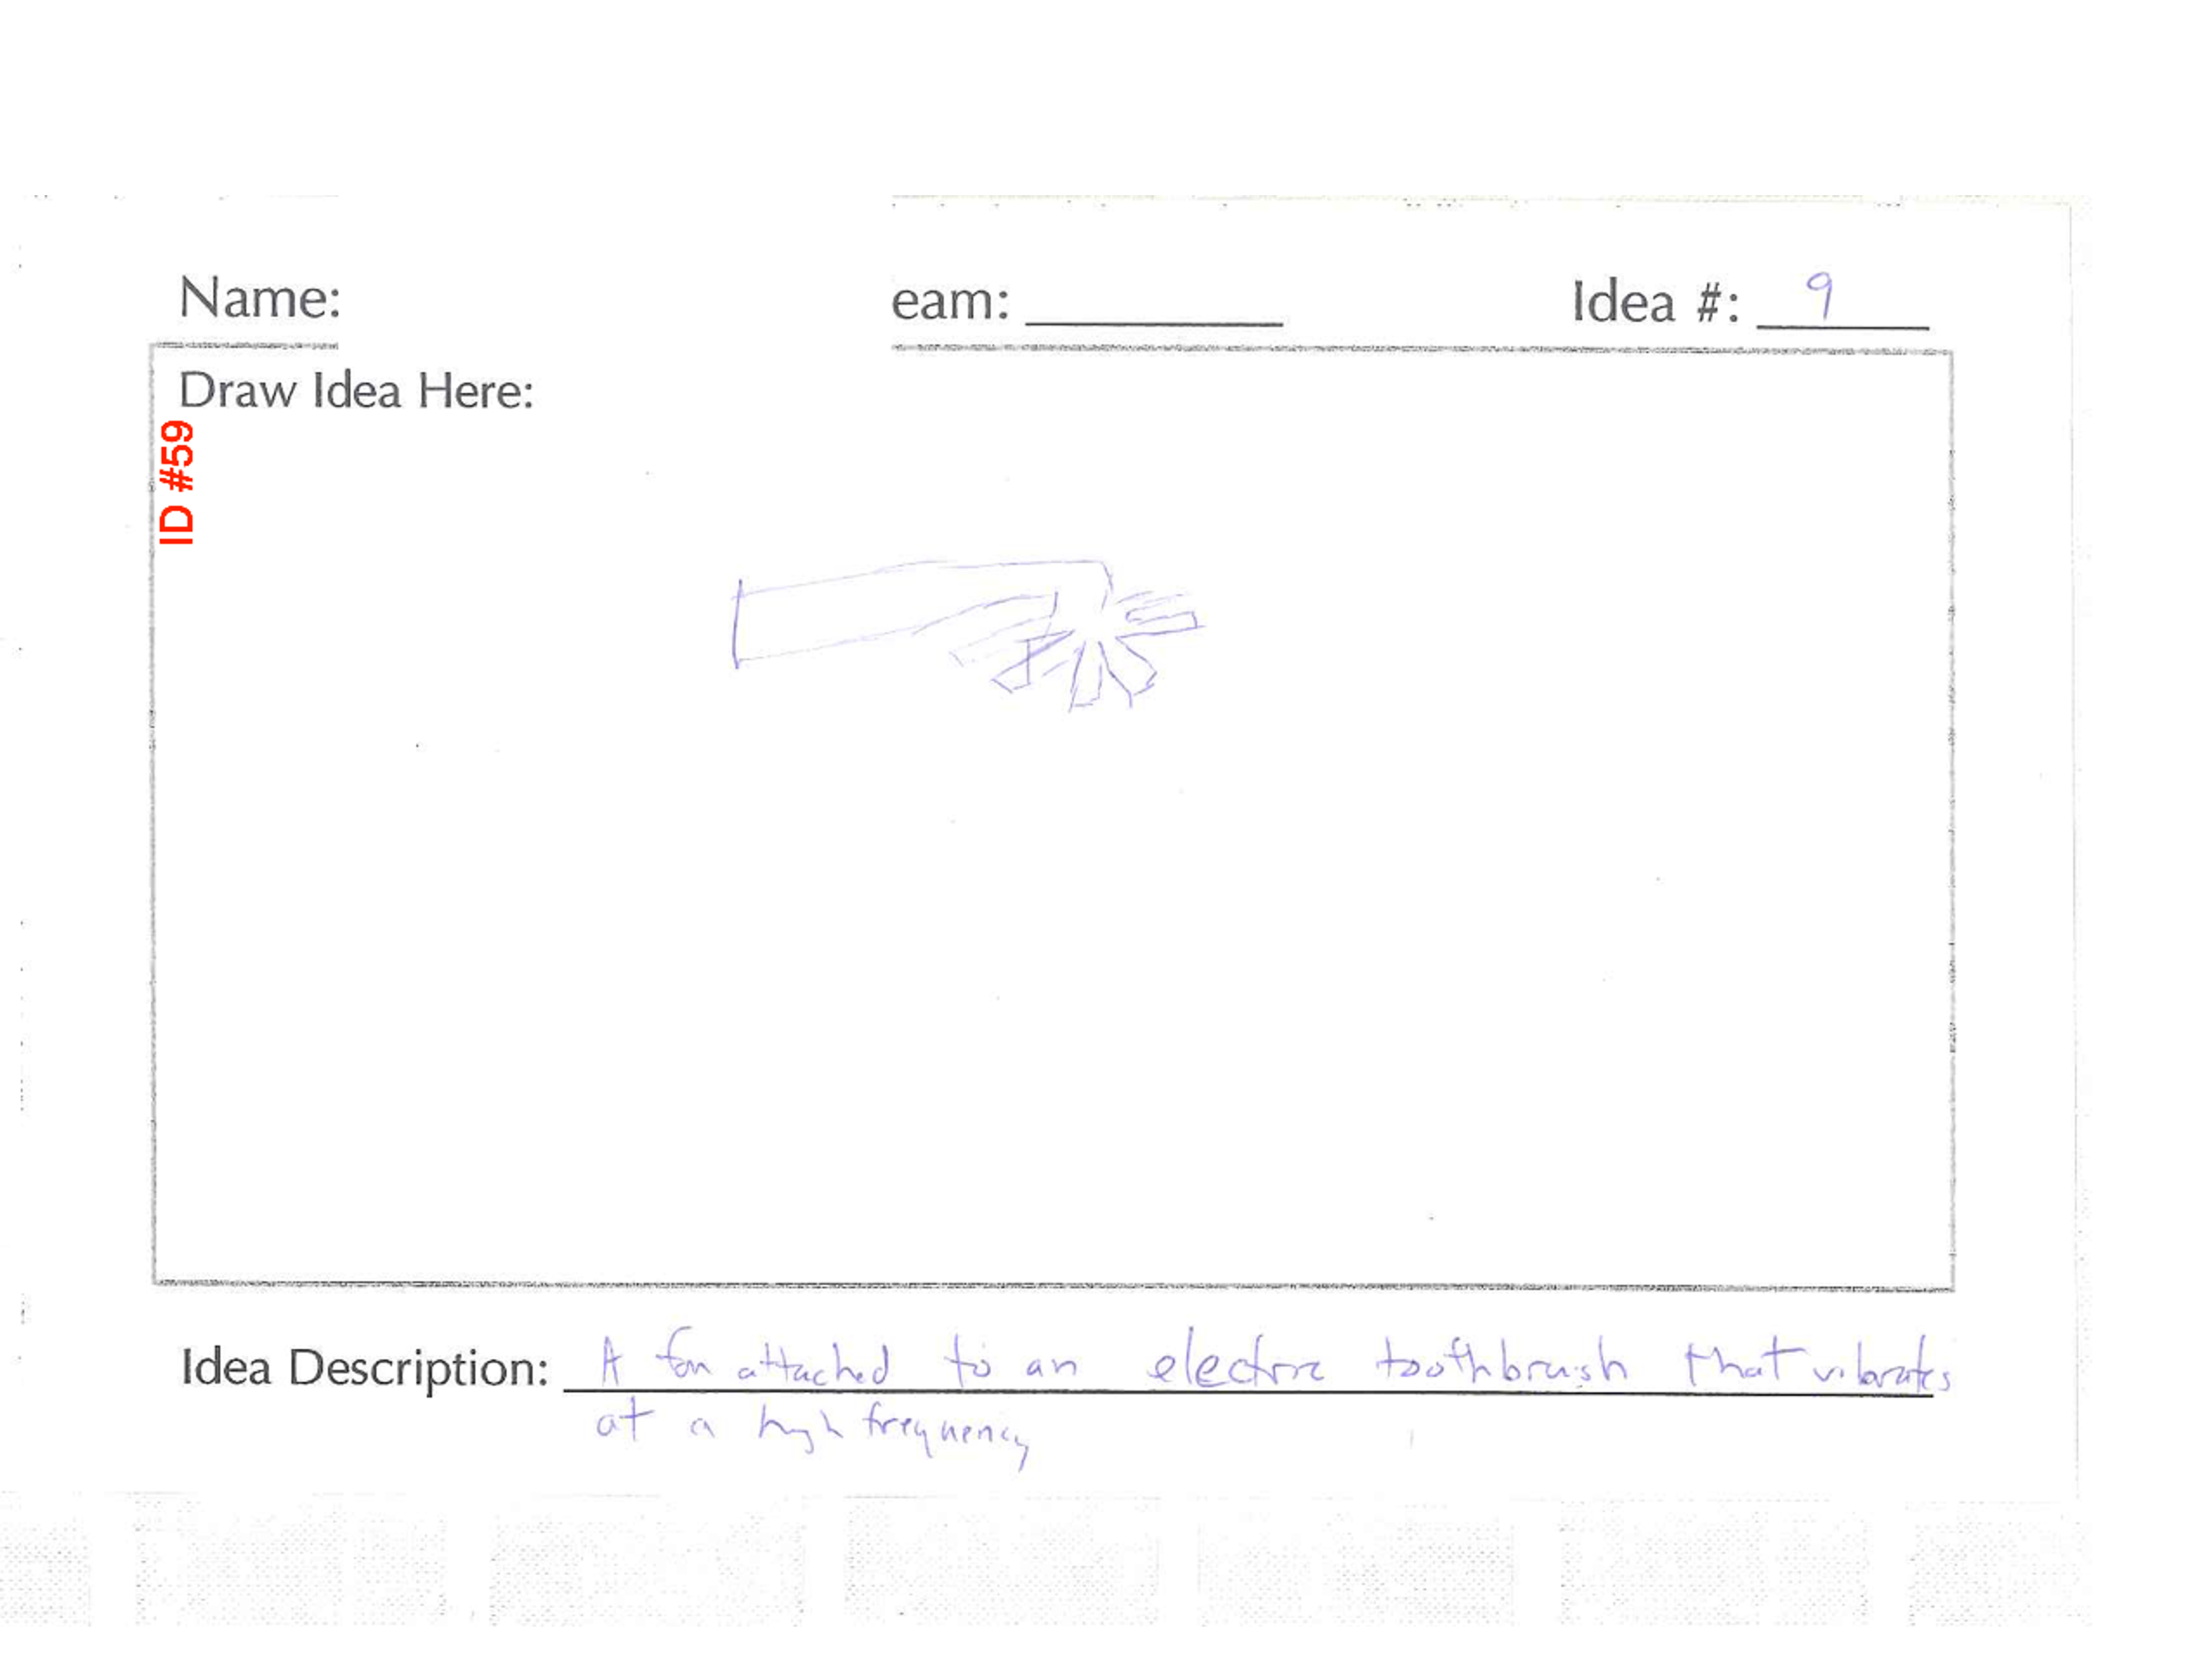 Name:
eam:
Idea #: 9
Draw Idea Here:
ID #59
Idea Description: A fan attached to an electric toothbrush that vibrates
at a high frequency